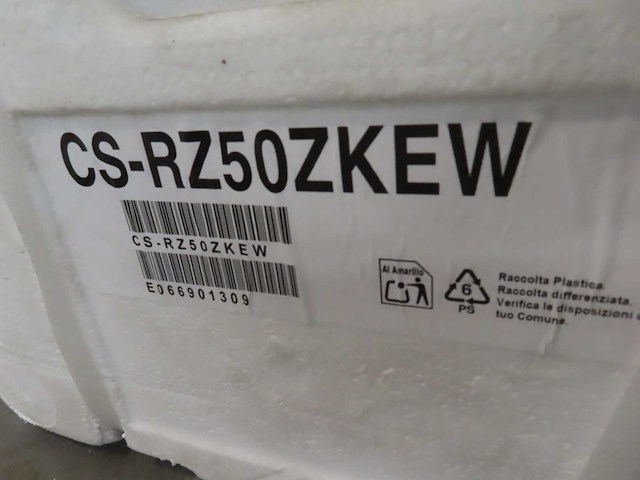 CS-RZ50ZKEW
CS-RZ50ZKEW
E066901309
Al Amarillo
6
PS
Raccolta Plastica.
Raccolta differenziata.
Verifica le disposizioni
tuo Comune.